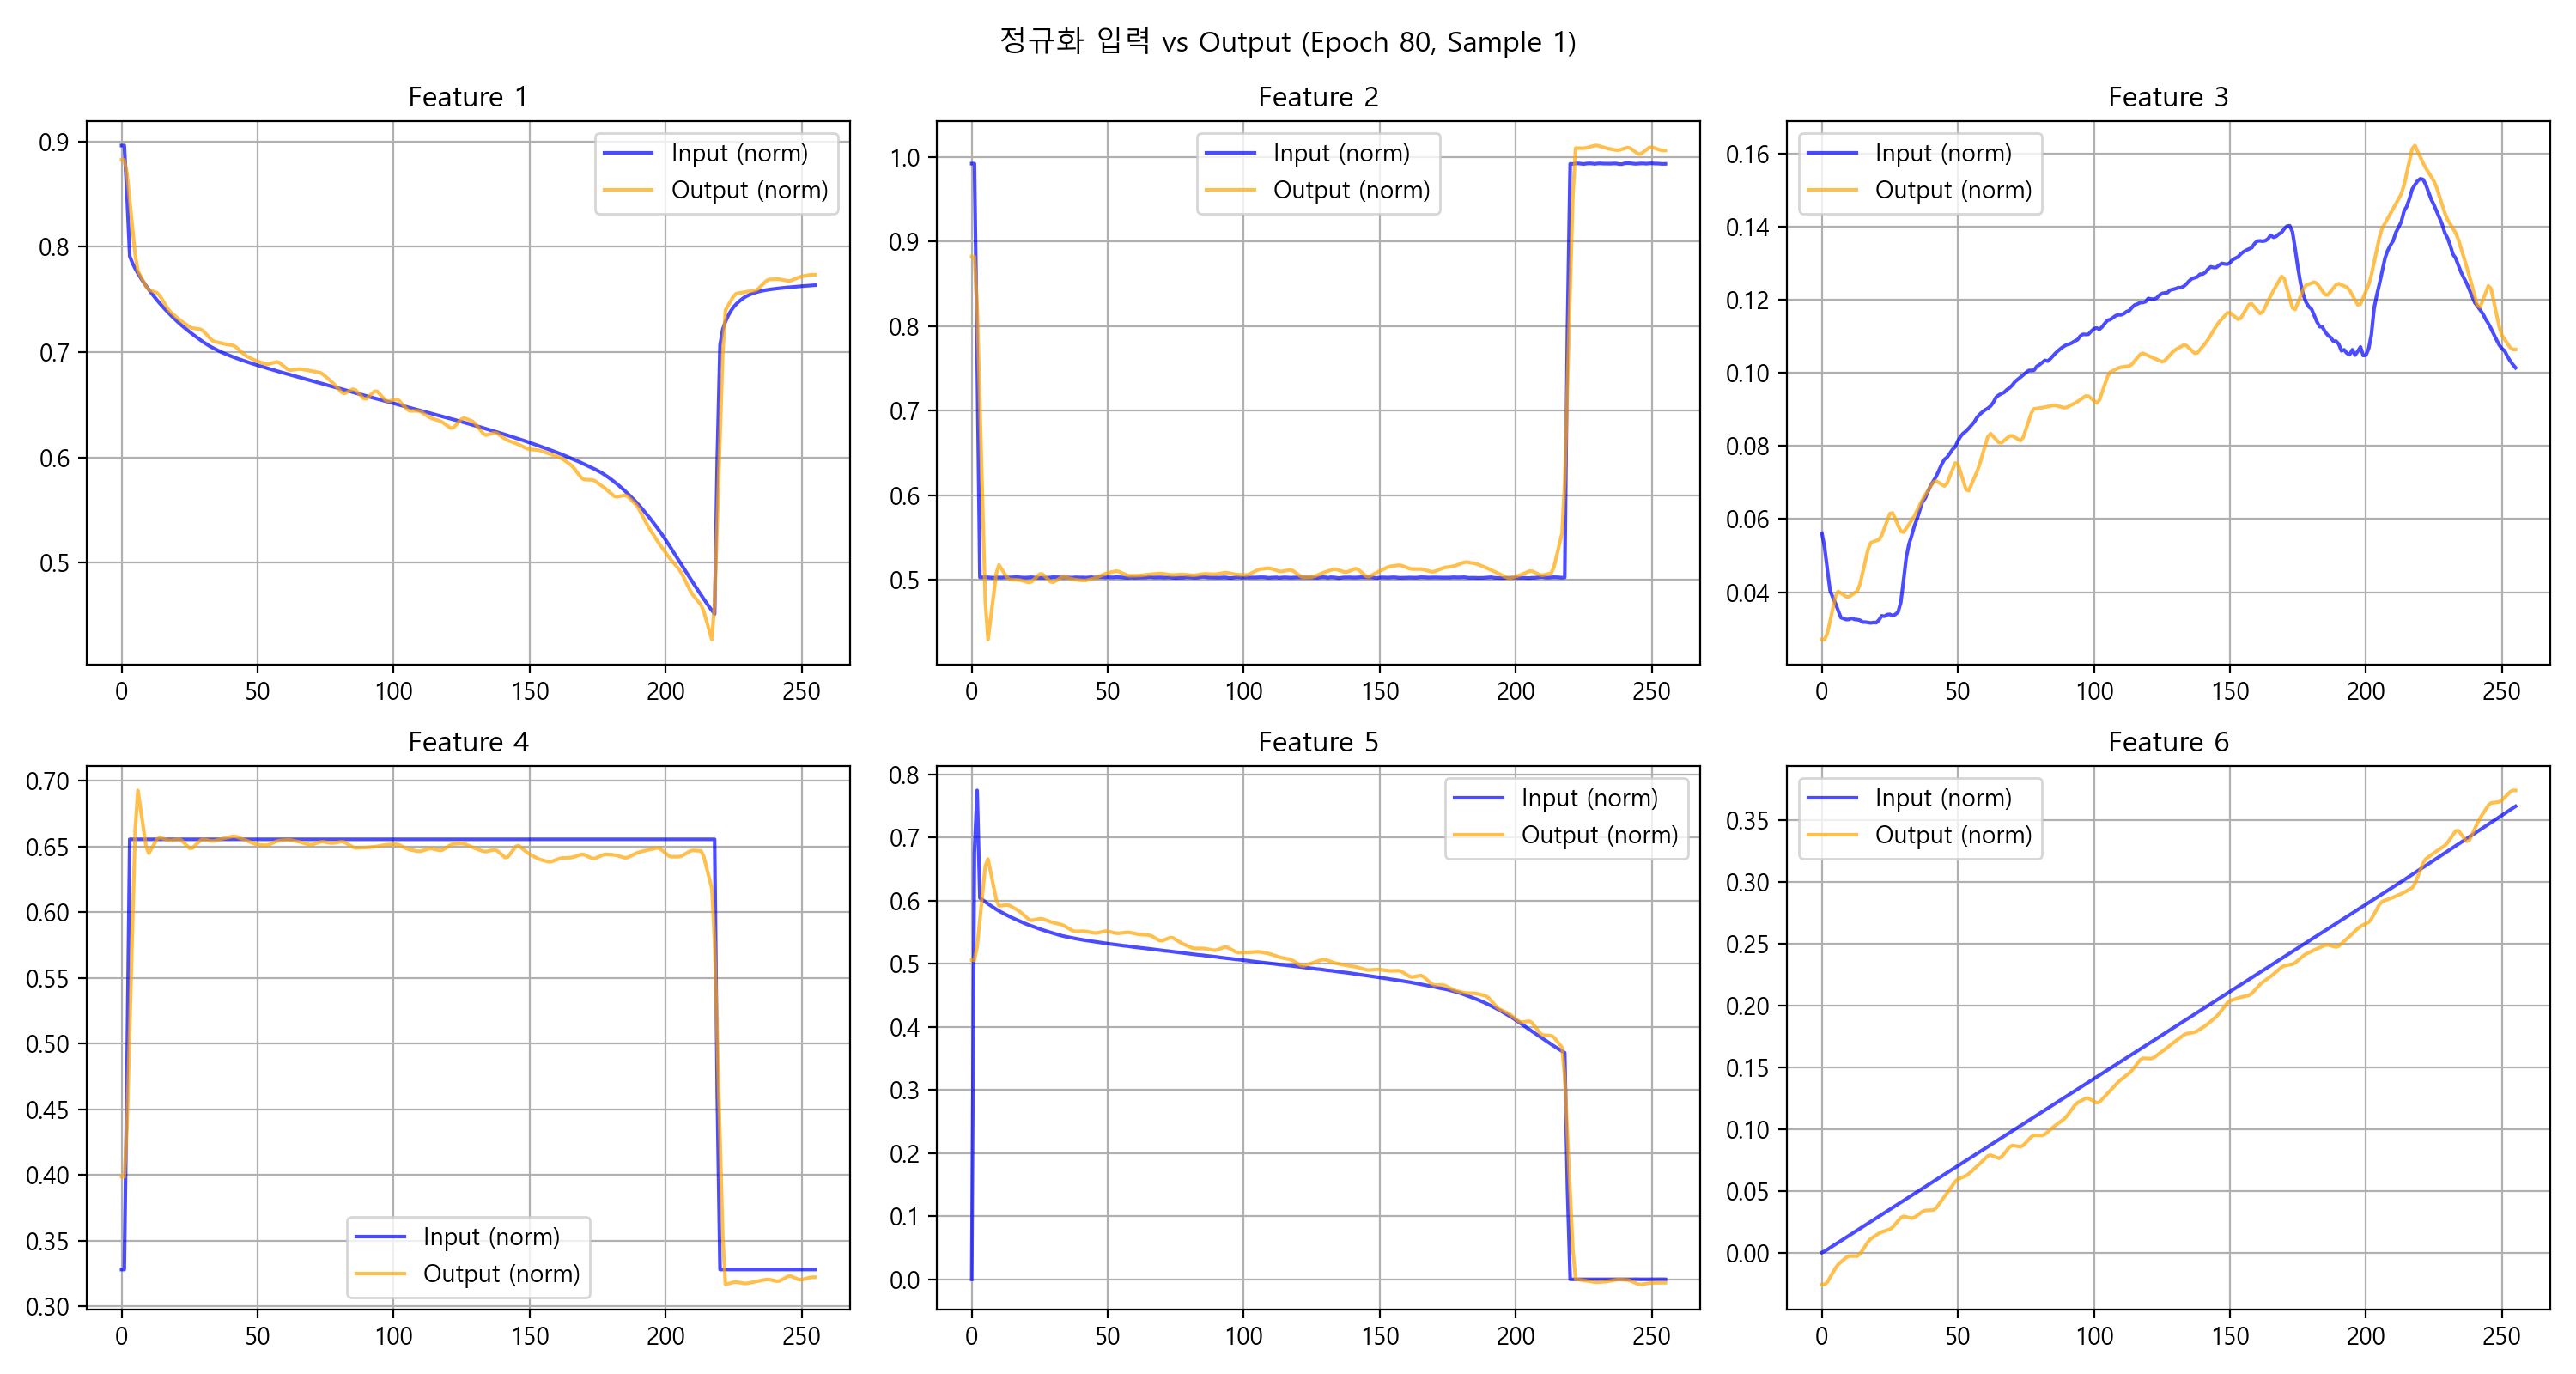 정규화 입력 vs Output (Epoch 80, Sample 1)
Feature 1
0.9
0.8
0.7
0.6
0.5
0 50 100 150 200 250
Input (norm)
Output (norm)
Feature 2
1.0
0.9
0.8
0.7
0.6
0.5
0 50 100 150 200 250
Input (norm)
Output (norm)
Feature 3
0.16
0.14
0.12
0.10
0.08
0.06
0.04
0 50 100 150 200 250
Input (norm)
Output (norm)
Feature 4
0.70
0.65
0.60
0.55
0.50
0.45
0.40
0.35
0.30
0 50 100 150 200 250
Input (norm)
Output (norm)
Feature 5
0.8
0.7
0.6
0.5
0.4
0.3
0.2
0.1
0.0
0 50 100 150 200 250
Input (norm)
Output (norm)
Feature 6
0.35
0.30
0.25
0.20
0.15
0.10
0.05
0.00
0 50 100 150 200 250
Input (norm)
Output (norm)